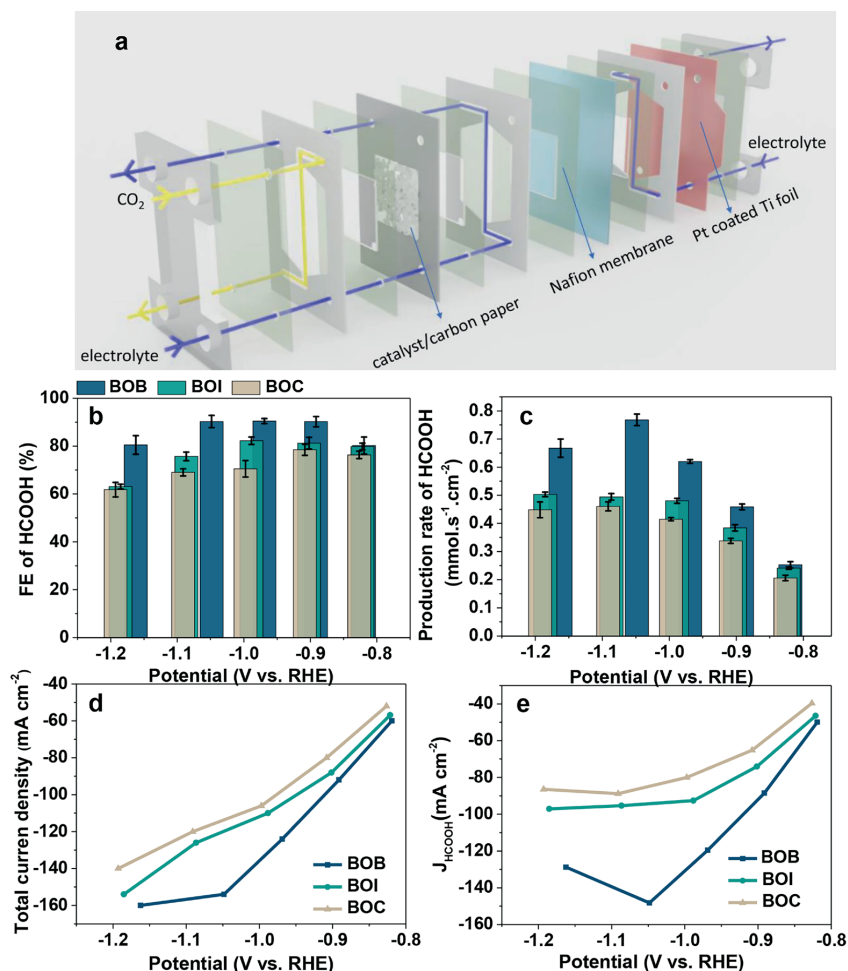 a
CO2
electrolyte
catalyst/carbon paper
Nafion membrane
Pt coated Ti foil
electrolyte
BOB BOI BOC
b
FE of HCOOH (%)
100
80
60
40
20
0
-1.2 -1.1 -1.0 -0.9 -0.8
Potential (V vs. RHE)
c
Production rate of HCOOH
(mmol.s⁻¹.cm⁻²)
0.8
0.7
0.6
0.5
0.4
0.3
0.2
0.1
0.0
-1.2 -1.1 -1.0 -0.9 -0.8
Potential (V vs. RHE)
d
Total curren density (mA cm⁻²)
-40
-60
-80
-100
-120
-140
-160
BOB
BOI
BOC
-1.2 -1.1 -1.0 -0.9 -0.8
Potential (V vs. RHE)
e
J_HCOOH(mA cm⁻²)
-40
-60
-80
-100
-120
-140
-160
BOB
BOI
BOC
-1.2 -1.1 -1.0 -0.9 -0.8
Potential (V vs. RHE)